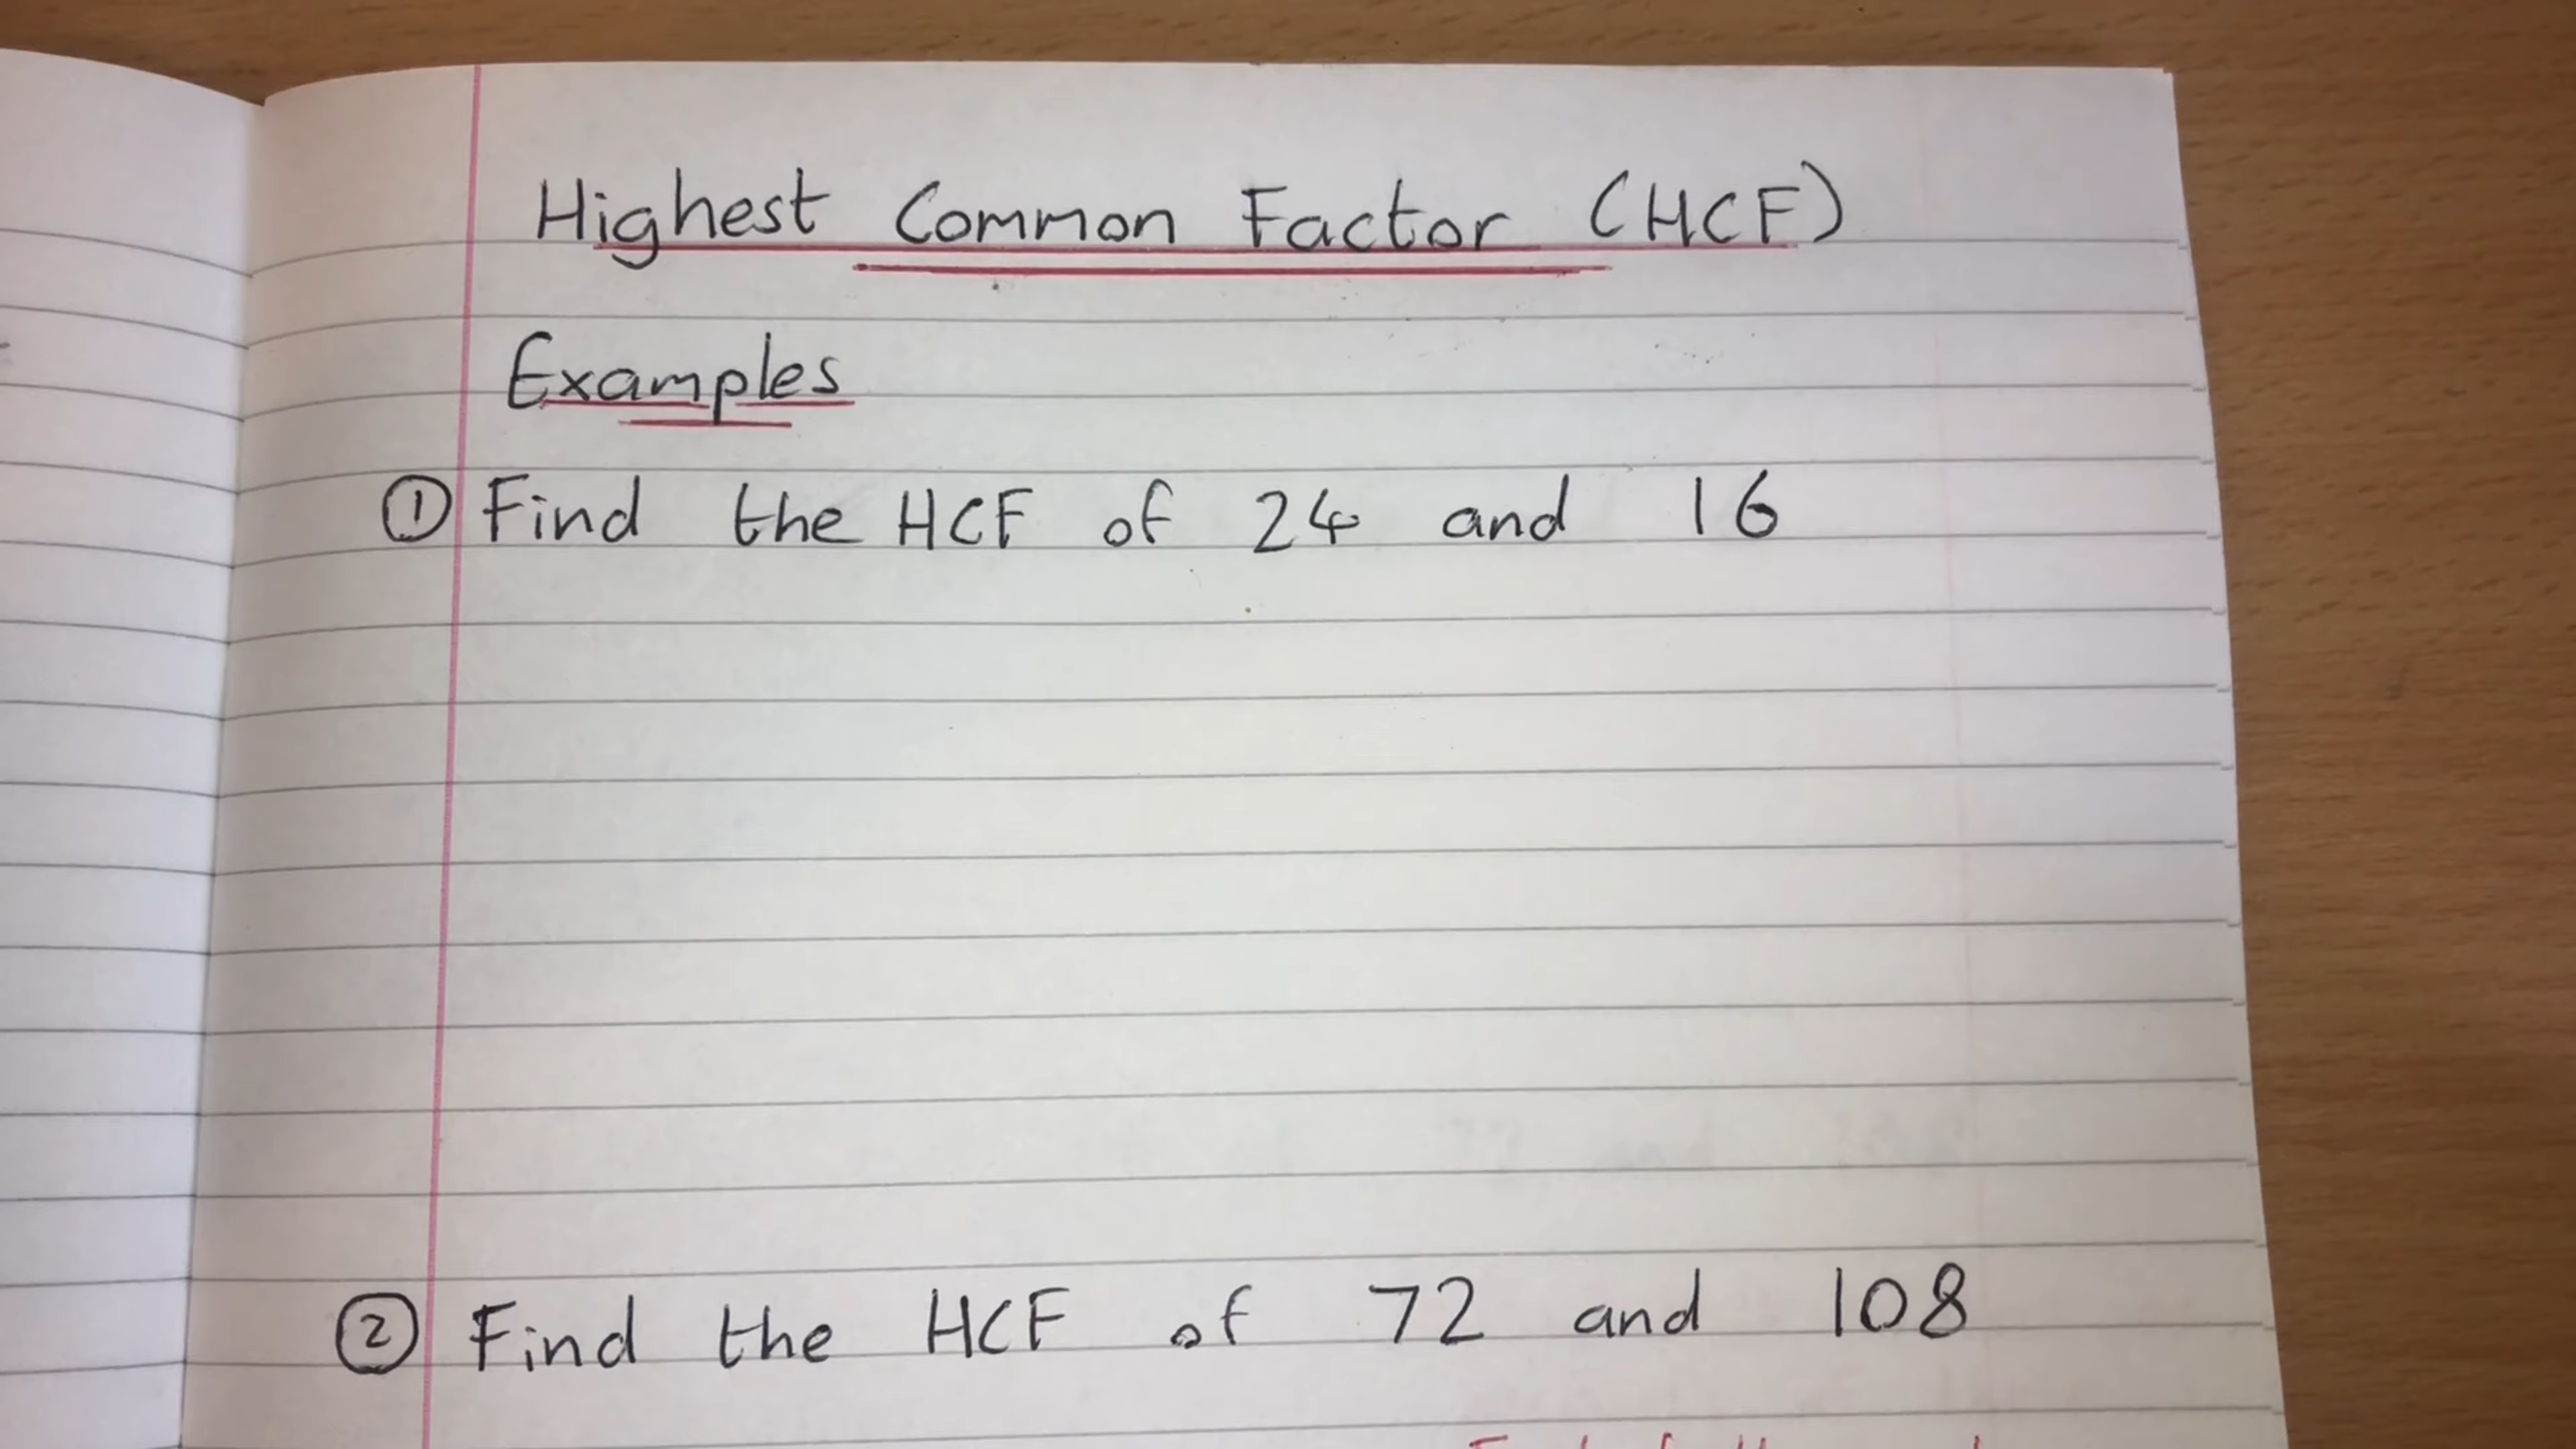 Highest Common Factor (HCF)
Examples
① Find the HCF of 24 and 16
② Find the HCF of 72 and 108